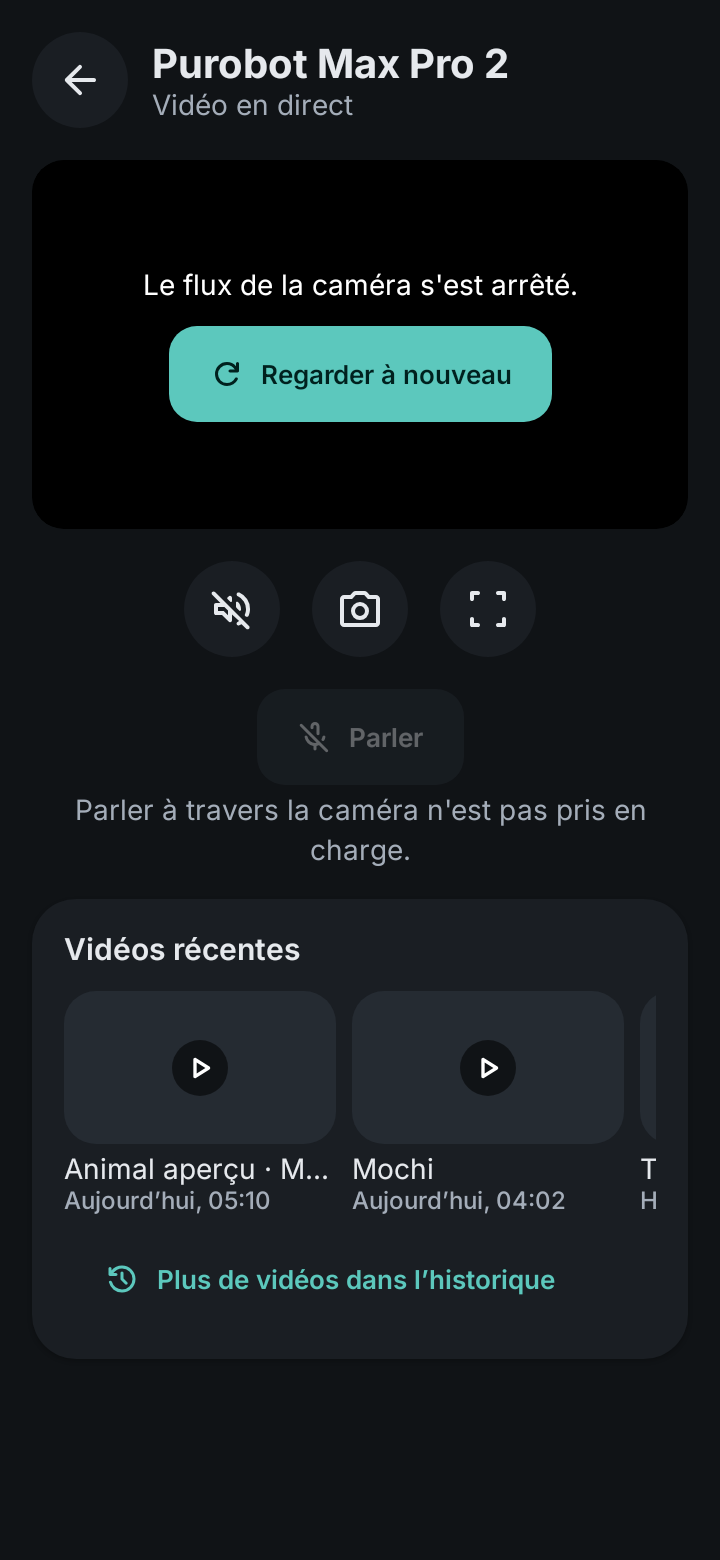 Purobot Max Pro 2
Vidéo en direct
Le flux de la caméra s'est arrêté.
Regarder à nouveau
Parler
Parler à travers la caméra n'est pas pris en
charge.
Vidéos récentes
Animal aperçu · M...
Aujourd’hui, 05:10
Mochi
Aujourd’hui, 04:02
T
H
Plus de vidéos dans l’historique